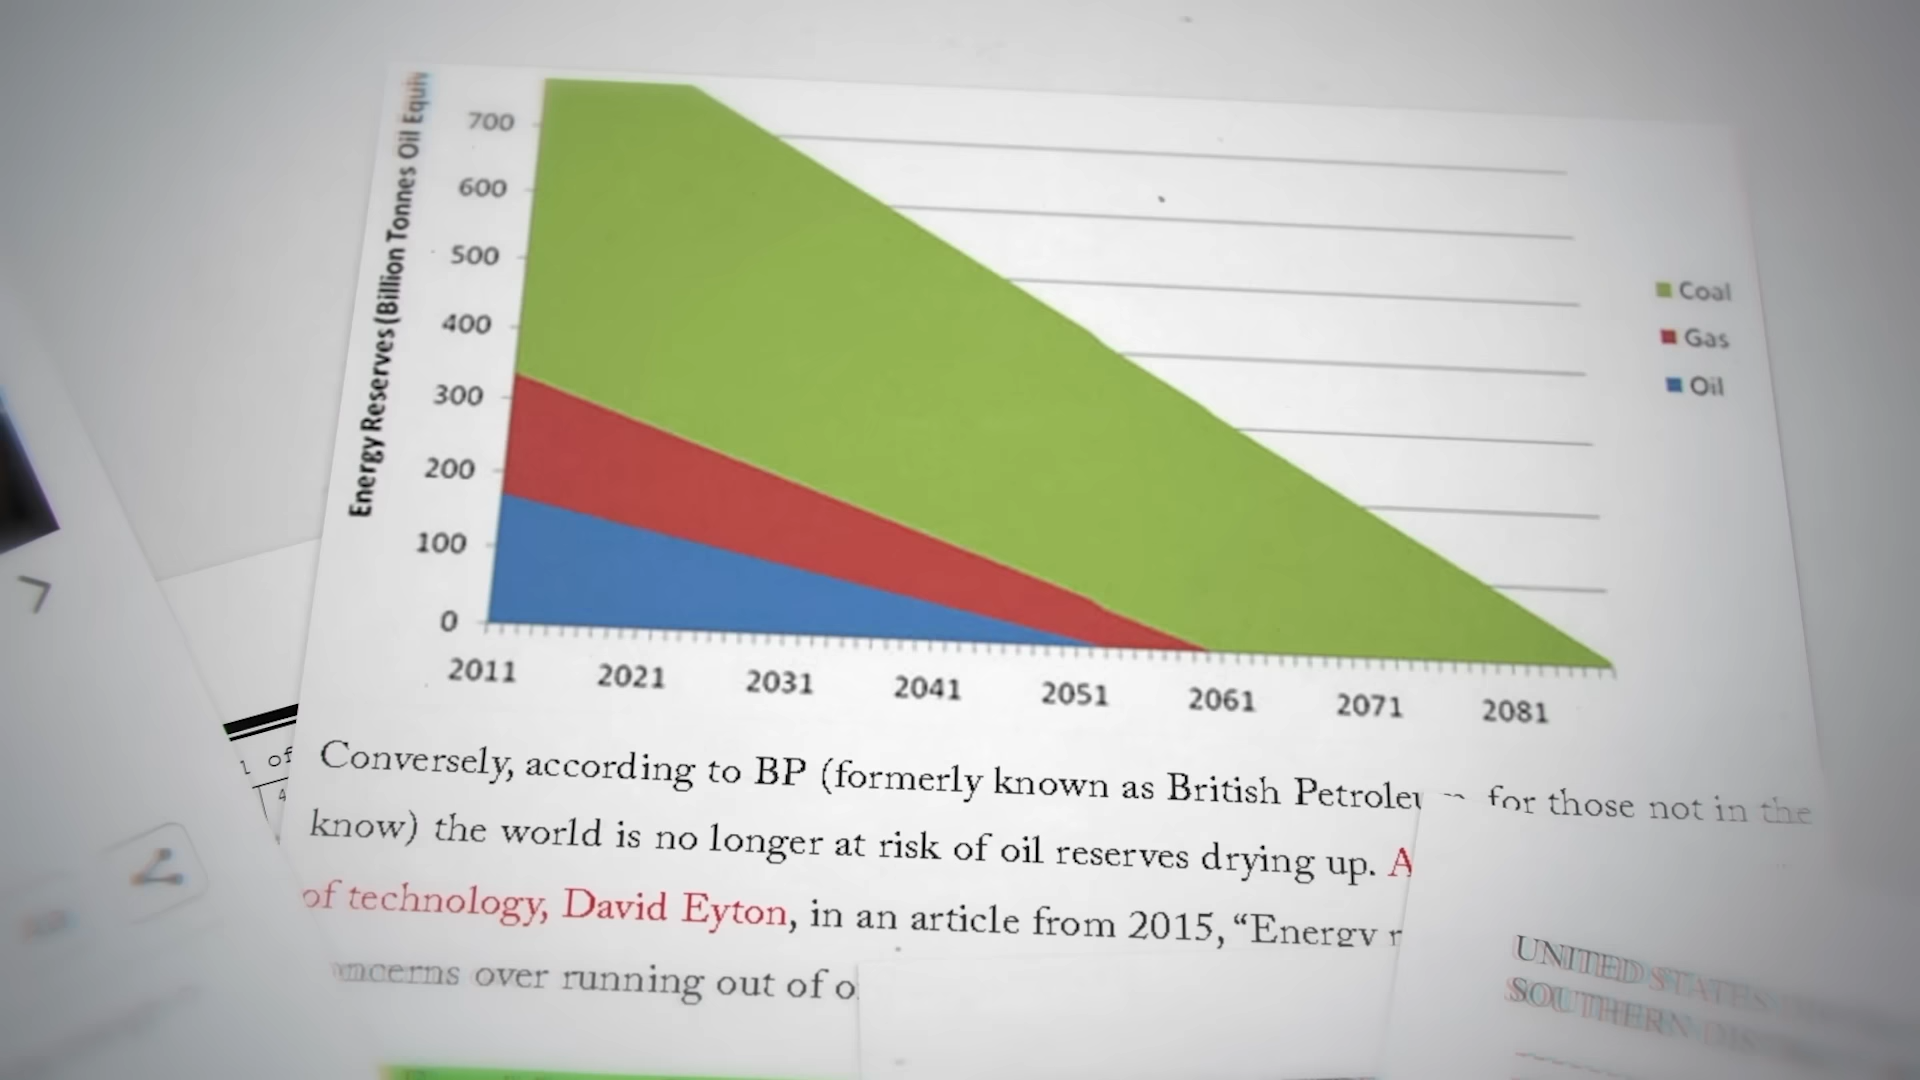 Energy Reserves (Billion Tonnes Oil Equiv
700
600
500
400
300
200
100
0
2011 2021 2031 2041 2051 2061 2071 2081
Coal
Gas
Oil
Conversely, according to BP (formerly known as British for those not in the
know) the world is no longer at risk of oil reserves drying up. A
of technology, David Eyton, in an article from 2015, “Energy
over running out of
of
4
UNITED STATES
SOUTHERN